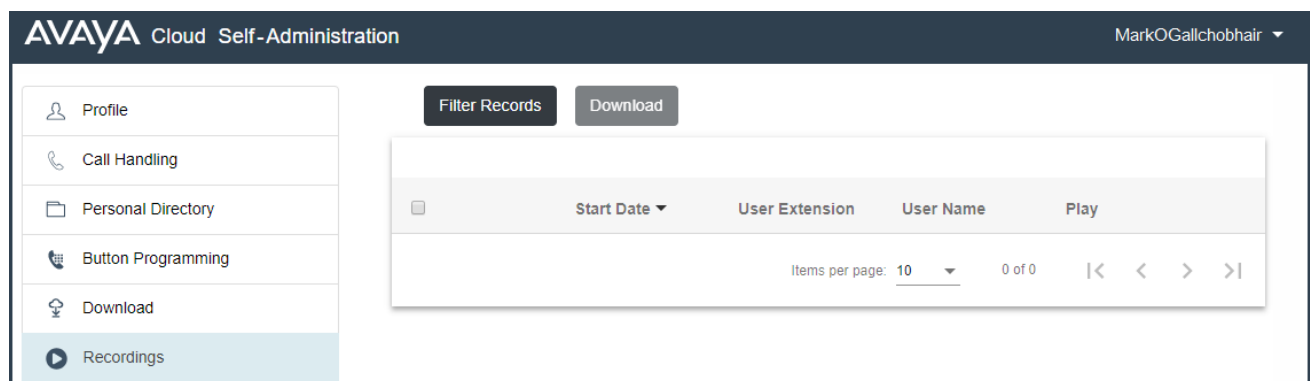 AVAYA Cloud Self-Administration
MarkOGallchobhair
Profile
Call Handling
Personal Directory
Button Programming
Download
Recordings
Filter Records Download
Start Date User Extension User Name Play
Items per page: 10 0 of 0